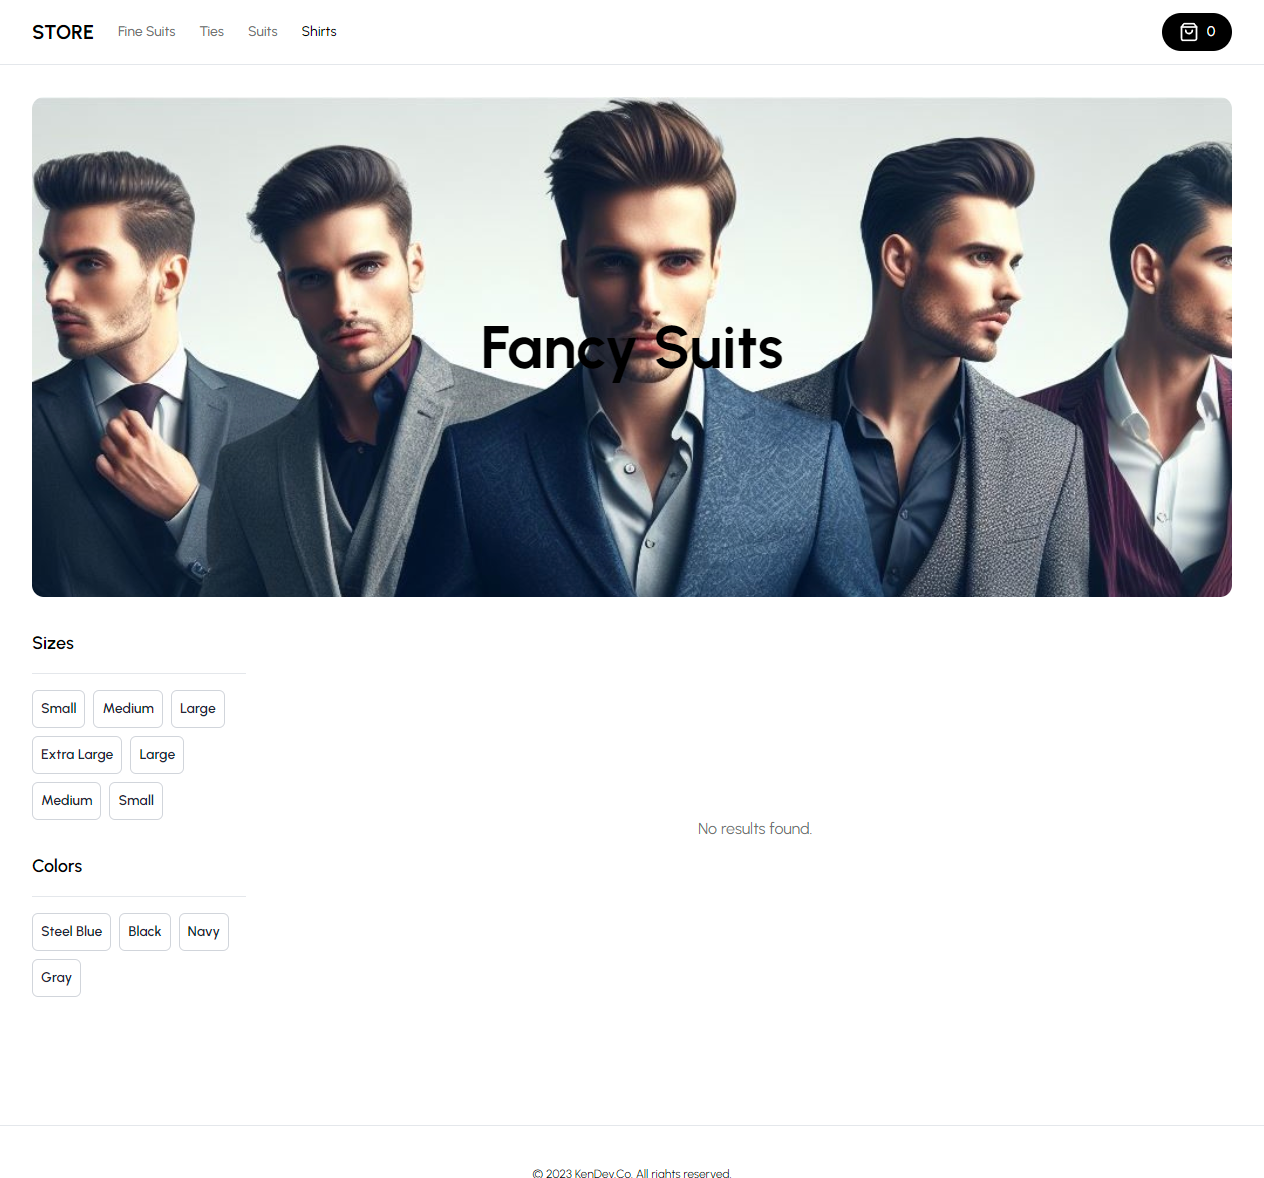 STORE Fine Suits Ties Suits Shirts 0
Fancy Suits
Sizes
Small Medium Large
Extra Large Large
Medium Small
No results found.
Colors
Steel Blue Black Navy
Gray
© 2023 KenDev.Co. All rights reserved.